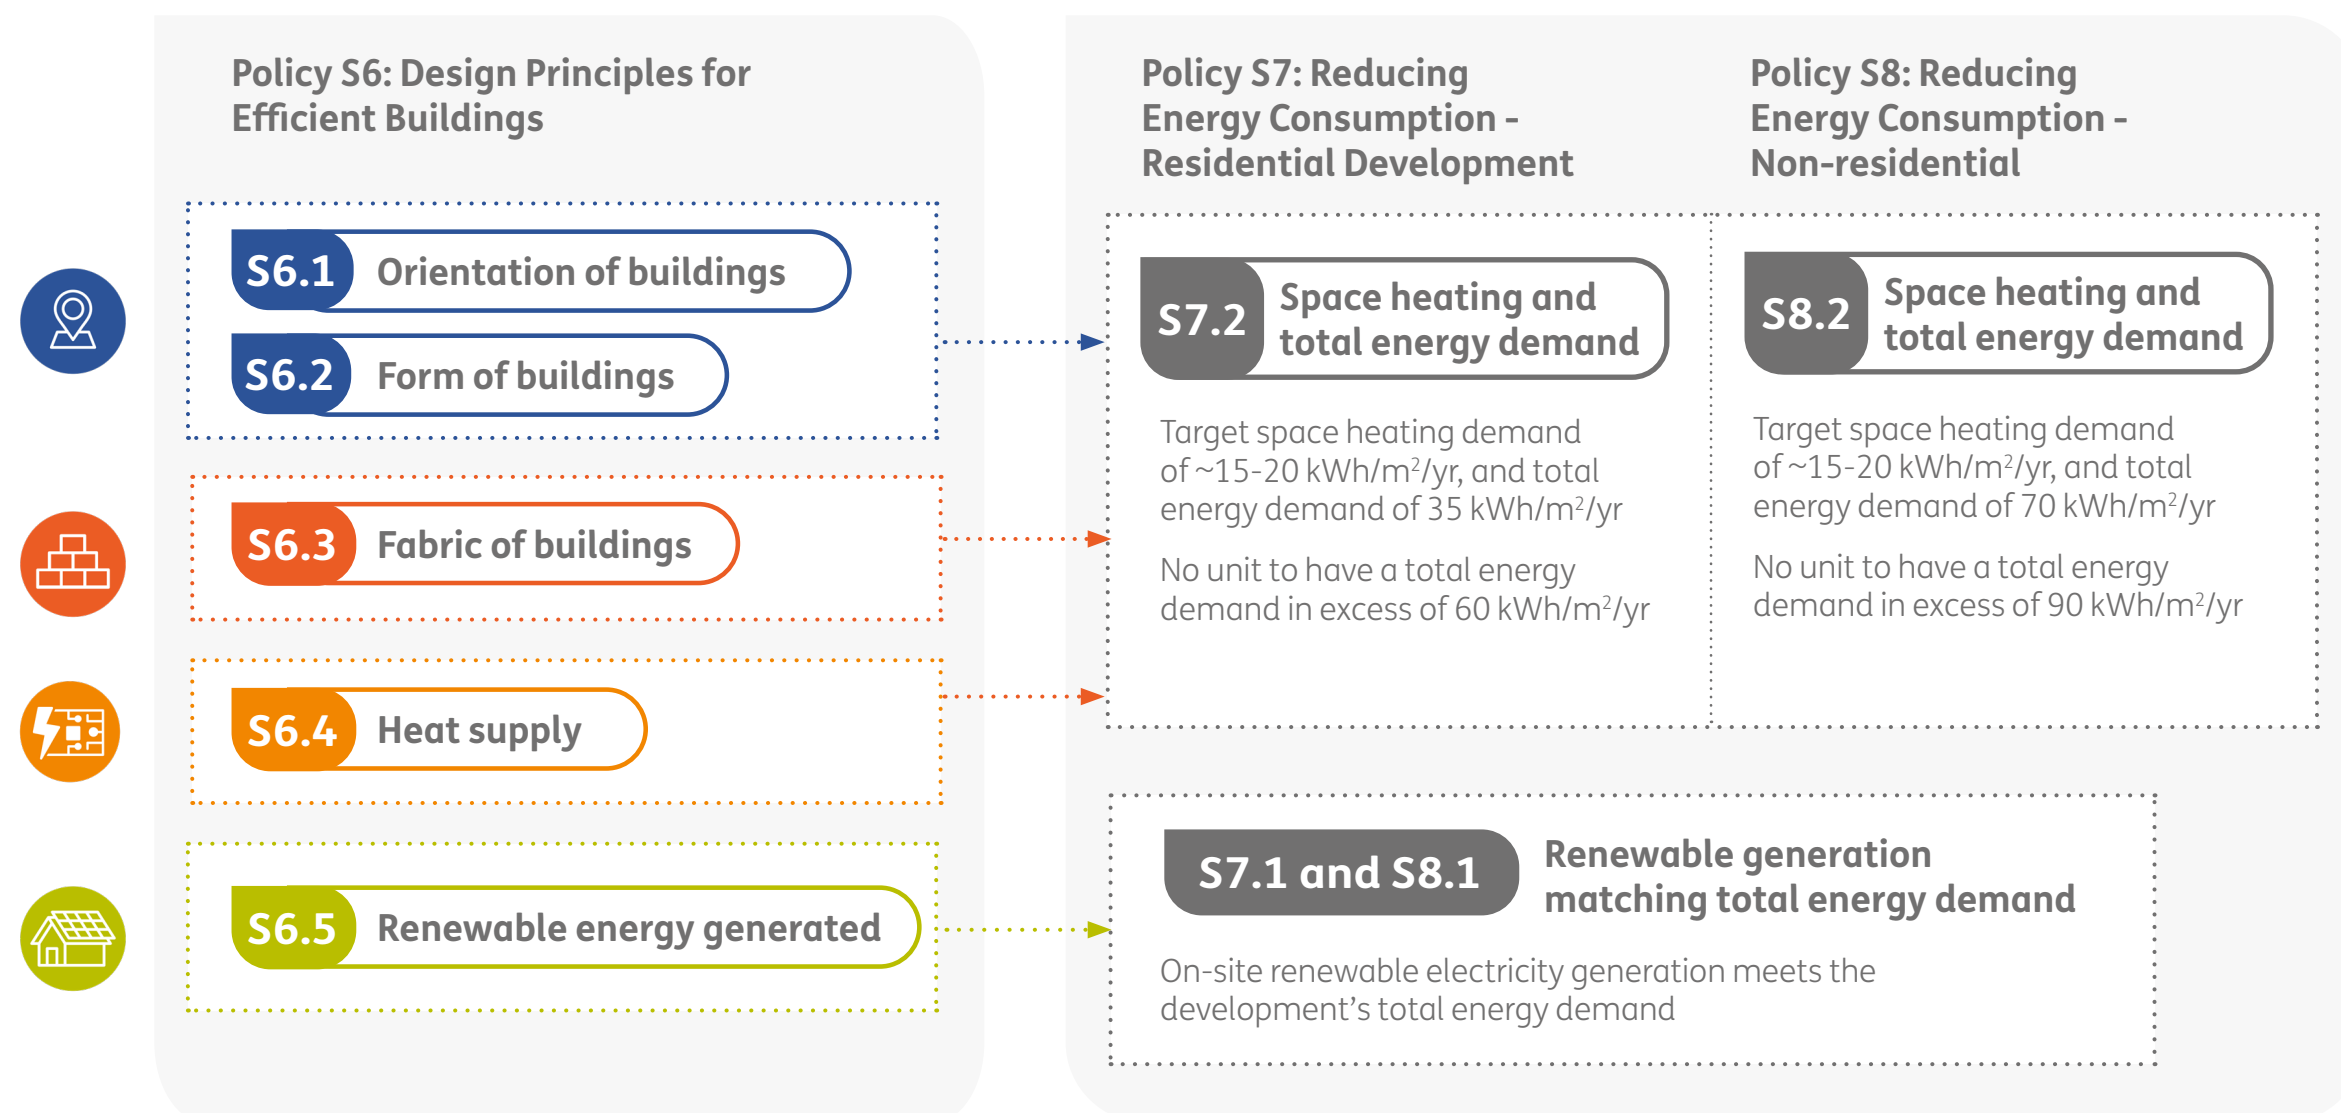 Policy S6: Design Principles for
Efficient Buildings
S6.1 Orientation of buildings
S6.2 Form of buildings
S6.3 Fabric of buildings
S6.4 Heat supply
S6.5 Renewable energy generated
Policy S7: Reducing
Energy Consumption -
Residential Development
S7.2 Space heating and
total energy demand
Target space heating demand
of ~15-20 kWh/m²/yr, and total
energy demand of 35 kWh/m²/yr
No unit to have a total energy
demand in excess of 60 kWh/m²/yr
Policy S8: Reducing
Energy Consumption -
Non-residential
S8.2 Space heating and
total energy demand
Target space heating demand
of ~15-20 kWh/m²/yr, and total
energy demand of 70 kWh/m²/yr
No unit to have a total energy
demand in excess of 90 kWh/m²/yr
S7.1 and S8.1 Renewable generation
matching total energy demand
On-site renewable electricity generation meets the
development’s total energy demand